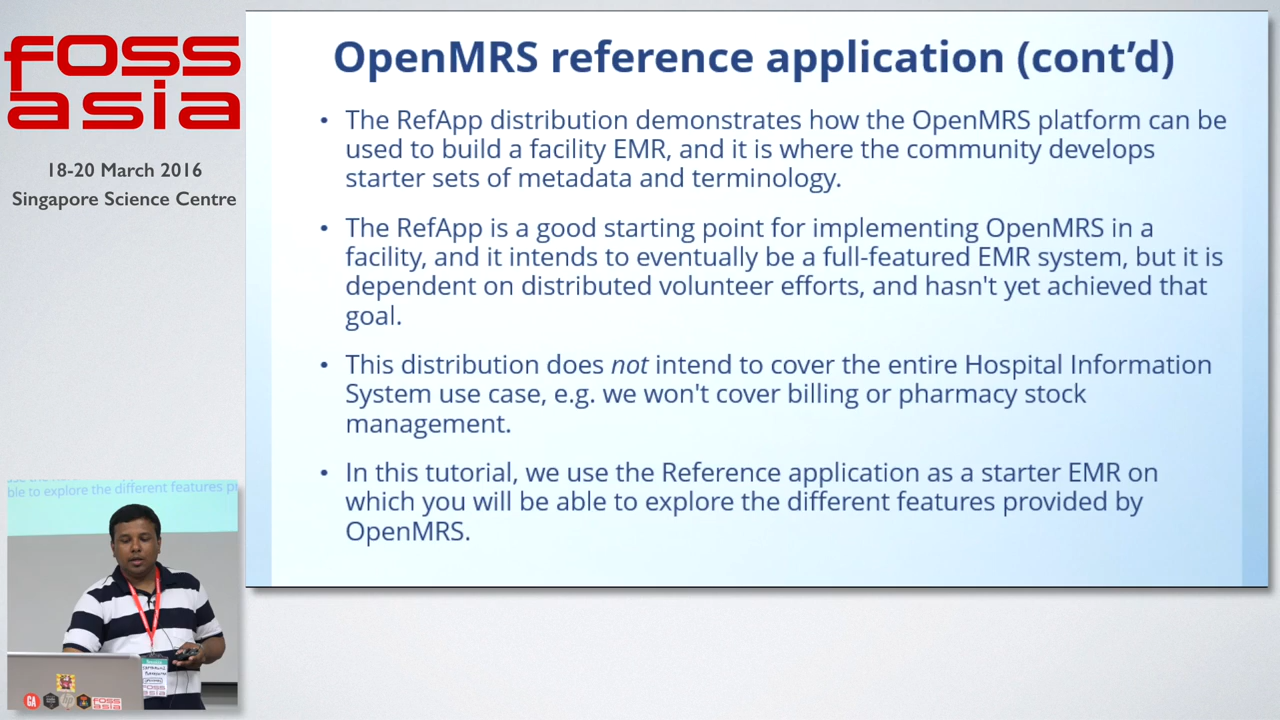 FOSS
asia
18-20 March 2016
Singapore Science Centre
OpenMRS reference application (cont’d)
• The RefApp distribution demonstrates how the OpenMRS platform can be
used to build a facility EMR, and it is where the community develops
starter sets of metadata and terminology.
• The RefApp is a good starting point for implementing OpenMRS in a
facility, and it intends to eventually be a full-featured EMR system, but it is
dependent on distributed volunteer efforts, and hasn't yet achieved that
goal.
• This distribution does not intend to cover the entire Hospital Information
System use case, e.g. we won't cover billing or pharmacy stock
management.
• In this tutorial, we use the Reference application as a starter EMR on
which you will be able to explore the different features provided by
OpenMRS.
ble to explore the different features p
FOSS
asia
GA
hp
FOSS
asia